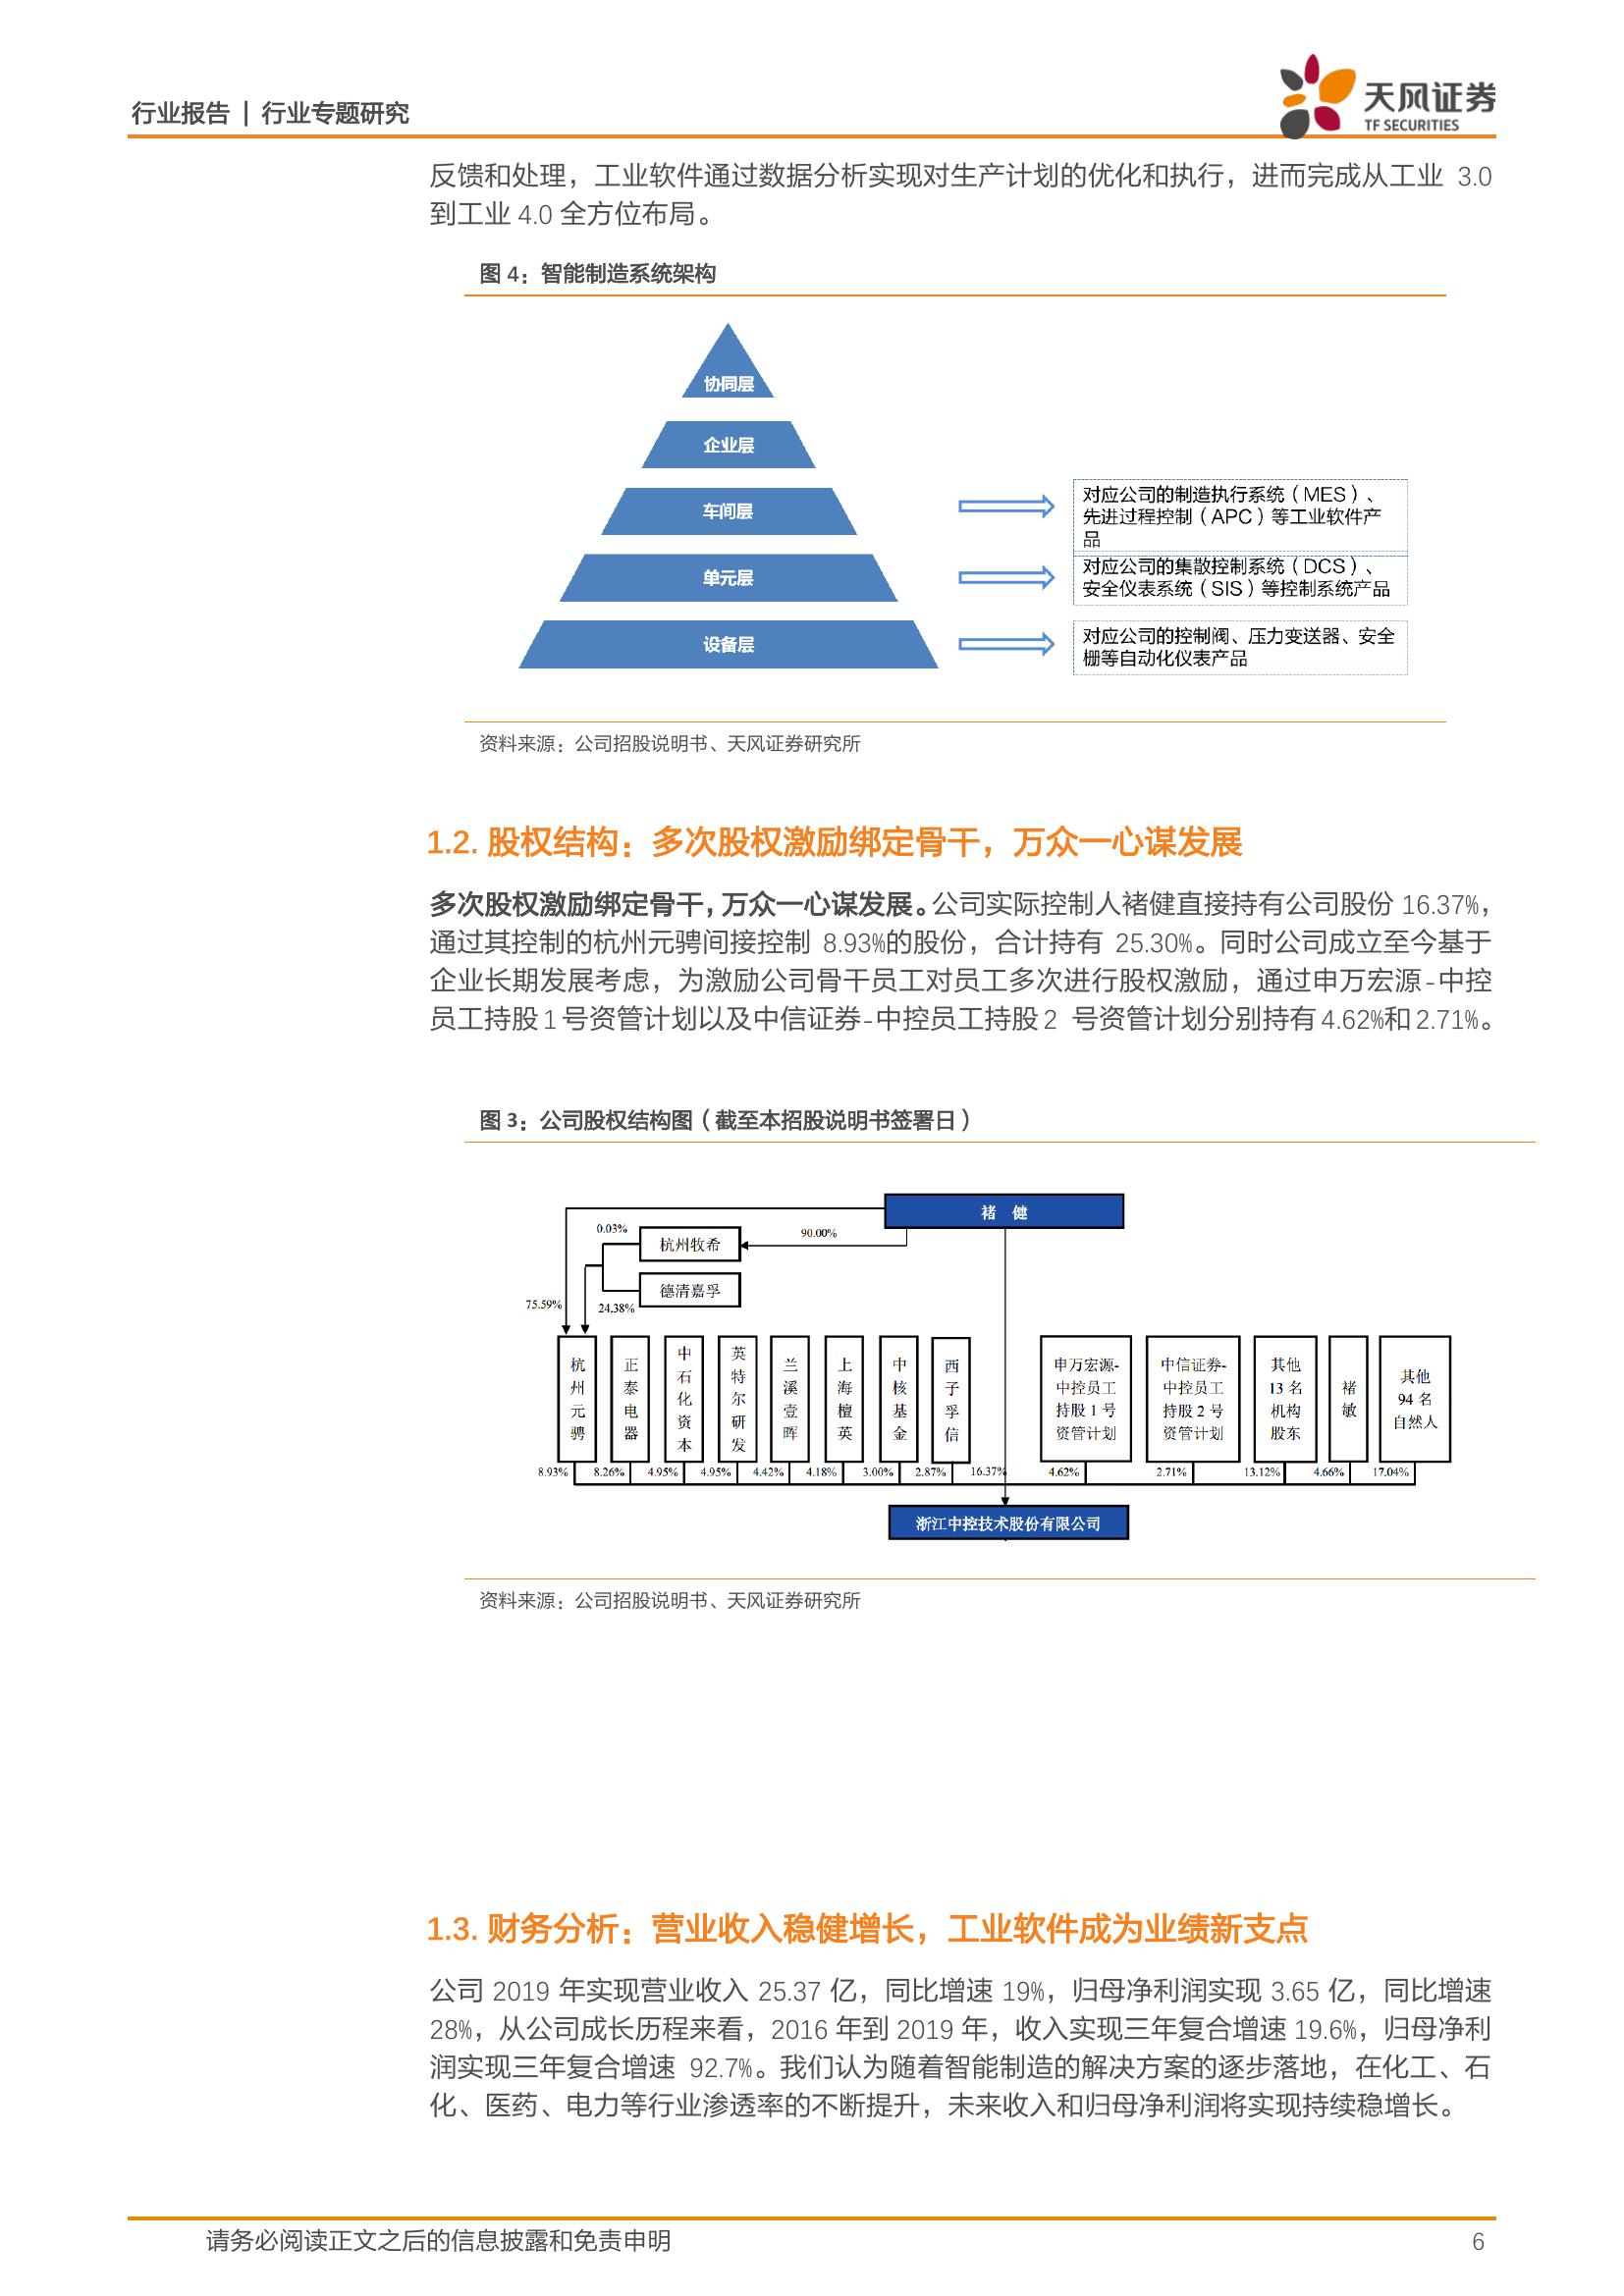 行业报告 | 行业专题研究
天风证券
TF SECURITIES
反馈和处理，工业软件通过数据分析实现对生产计划的优化和执行，进而完成从工业 3.0
到工业 4.0 全方位布局。
图 4：智能制造系统架构
协同层
企业层
车间层
对应公司的制造执行系统（MES）、
先进过程控制（APC）等工业软件产
品
单元层
对应公司的集散控制系统（DCS）、
安全仪表系统（SIS）等控制系统产品
设备层
对应公司的控制阀、压力变送器、安全
栅等自动化仪表产品
资料来源：公司招股说明书、天风证券研究所
1.2. 股权结构：多次股权激励绑定骨干，万众一心谋发展
多次股权激励绑定骨干，万众一心谋发展。公司实际控制人褚健直接持有公司股份 16.37%，
通过其控制的杭州元骋间接控制 8.93%的股份，合计持有 25.30%。同时公司成立至今基于
企业长期发展考虑，为激励公司骨干员工对员工多次进行股权激励，通过申万宏源-中控
员工持股 1 号资管计划以及中信证券-中控员工持股 2 号资管计划分别持有 4.62%和 2.71%。
图 3：公司股权结构图（截至本招股说明书签署日）
褚 健
0.03%
杭州牧希
90.00%
德清嘉孚
75.59%
24.38%
杭州元骋
正泰电器
中石化资本
英特尔研发
兰溪壹晖
上海檀英
中核基金
西子孚信
申万宏源-
中控员工
持股 1 号
资管计划
中信证券-
中控员工
持股 2 号
资管计划
其他
13 名
机构
股东
褚敏
其他
94 名
自然人
8.93% 8.26% 4.95% 4.95% 4.42% 4.18% 3.00% 2.87% 16.37% 4.62% 2.71% 13.12% 4.66% 17.04%
浙江中控技术股份有限公司
资料来源：公司招股说明书、天风证券研究所
1.3. 财务分析：营业收入稳健增长，工业软件成为业绩新支点
公司 2019 年实现营业收入 25.37 亿，同比增速 19%，归母净利润实现 3.65 亿，同比增速
28%，从公司成长历程来看，2016 年到 2019 年，收入实现三年复合增速 19.6%，归母净利
润实现三年复合增速 92.7%。我们认为随着智能制造的解决方案的逐步落地，在化工、石
化、医药、电力等行业渗透率的不断提升，未来收入和归母净利润将实现持续稳增长。
请务必阅读正文之后的信息披露和免责申明
6